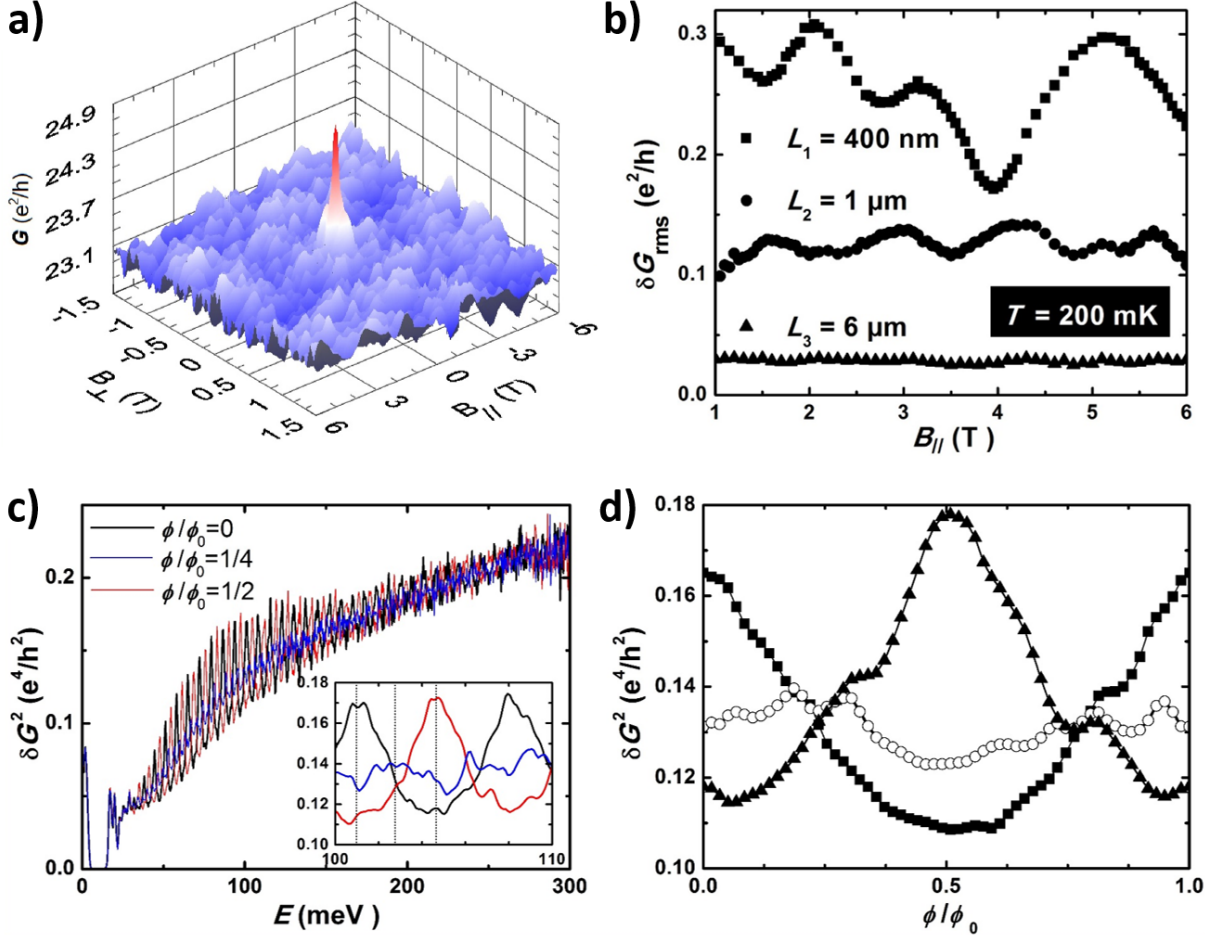 a)
24.9
24.3
23.7
23.1
G (e²/h)
-1.5
-1
-0.5
0
0.5
1
1.5
B⊥ (T)
6
3
0
-3
-6
B// (T)
b)
0.3
0.2
0.1
0.0
δGrms (e²/h)
L₁ = 400 nm
L₂ = 1 µm
L₃ = 6 µm
T = 200 mK
1 2 3 4 5 6
B// (T )
c)
ϕ/ϕ₀=0
ϕ/ϕ₀=1/4
ϕ/ϕ₀=1/2
0.2
0.1
0.0
δG² (e⁴/h²)
0.18
0.16
0.14
0.12
0.10
100 110
0 100 200 300
E (meV)
d)
0.18
0.16
0.14
0.12
0.10
δG² (e⁴/h²)
0.0 0.5 1.0
ϕ/ϕ₀